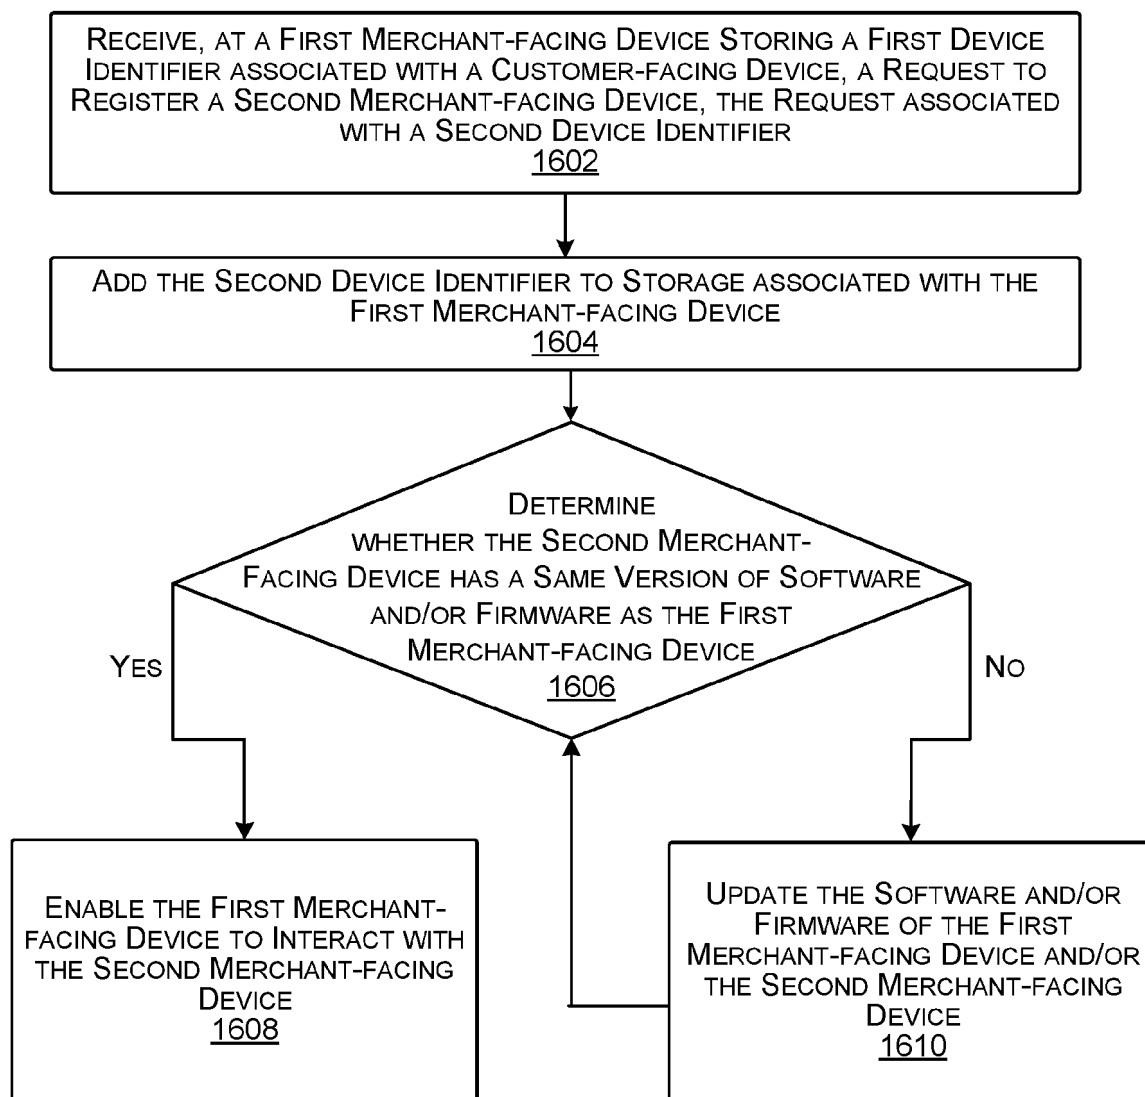 Receive, at a First Merchant-facing Device Storing a First Device
Identifier associated with a Customer-facing Device, a Request to
Register a Second Merchant-facing Device, the Request associated
with a Second Device Identifier
1602
Add the Second Device Identifier to Storage associated with the
First Merchant-facing Device
1604
Determine
whether the Second Merchant-
Facing Device has a Same Version of Software
and/or Firmware as the First
Merchant-facing Device
1606
Yes
No
Enable the First Merchant-
facing Device to Interact with
the Second Merchant-facing
Device
1608
Update the Software and/or
Firmware of the First
Merchant-facing Device and/or
the Second Merchant-facing
Device
1610